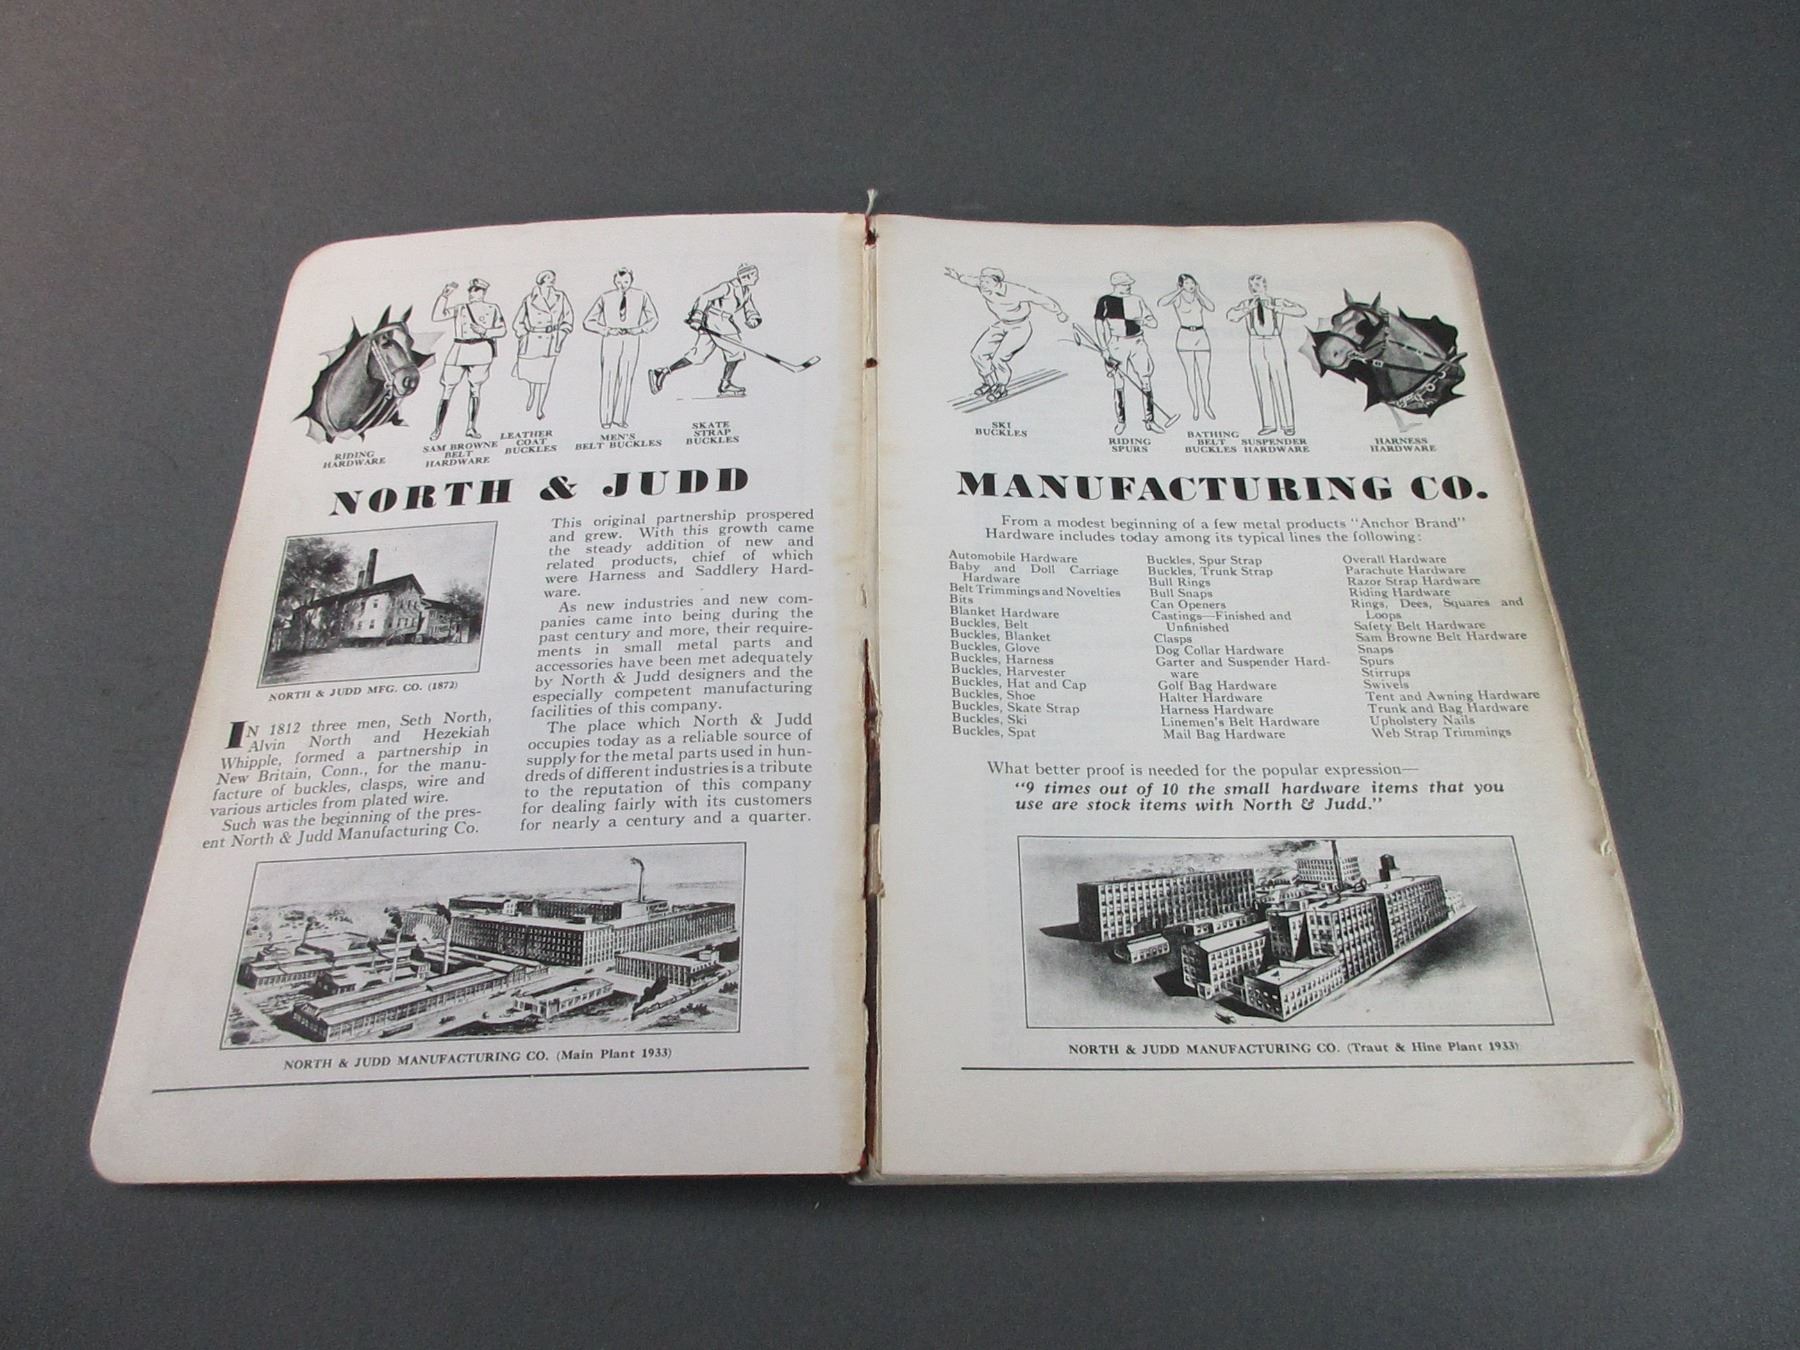 RIDING
HARDWARE
SAM BROWNE
BELT
HARDWARE
LEATHER
COAT
BUCKLES
MEN'S
BELT BUCKLES
SKATE
STRAP
BUCKLES
NORTH & JUDD
NORTH & JUDD MFG. CO. (1872)
IN 1812 three men, Seth North,
Alvin North and Hezekiah
Whipple, formed a partnership in
New Britain, Conn., for the manu-
facture of buckles, clasps, wire and
various articles from plated wire.
Such was the beginning of the pres-
ent North & Judd Manufacturing Co.
This original partnership prospered
and grew. With this growth came
the steady addition of new and
related products, chief of which
were Harness and Saddlery Hard-
ware.
As new industries and new com-
panies came into being during the
past century and more, their require-
ments in small metal parts and
accessories have been met adequately
by North & Judd designers and the
especially competent manufacturing
facilities of this company.
The place which North & Judd
occupies today as a reliable source of
supply for the metal parts used in hun-
dreds of different industries is a tribute
to the reputation of this company
for dealing fairly with its customers
for nearly a century and a quarter.
NORTH & JUDD MANUFACTURING CO. (Main Plant 1933)
SKI
BUCKLES
RIDING
SPURS
BATHING
BELT
BUCKLES
SUSPENDER
HARDWARE
HARNESS
HARDWARE
MANUFACTURING CO.
From a modest beginning of a few metal products "Anchor Brand"
Hardware includes today among its typical lines the following:
Automobile Hardware
Baby and Doll Carriage
Hardware
Belt Trimmings and Novelties
Bits
Blanket Hardware
Buckles, Belt
Buckles, Blanket
Buckles, Glove
Buckles, Harness
Buckles, Harvester
Buckles, Hat and Cap
Buckles, Shoe
Buckles, Skate Strap
Buckles, Ski
Buckles, Spat
Buckles, Spur Strap
Buckles, Trunk Strap
Bull Rings
Bull Snaps
Can Openers
Castings—Finished and
Unfinished
Clasps
Dog Collar Hardware
Garter and Suspender Hard-
ware
Golf Bag Hardware
Halter Hardware
Harness Hardware
Linemen's Belt Hardware
Mail Bag Hardware
Overall Hardware
Parachute Hardware
Razor Strap Hardware
Riding Hardware
Rings, Dees, Squares and
Loops
Safety Belt Hardware
Sam Browne Belt Hardware
Snaps
Spurs
Stirrups
Swivels
Tent and Awning Hardware
Trunk and Bag Hardware
Upholstery Nails
Web Strap Trimmings
What better proof is needed for the popular expression—
"9 times out of 10 the small hardware items that you
use are stock items with North & Judd."
NORTH & JUDD MANUFACTURING CO. (Traut & Hine Plant 1933)